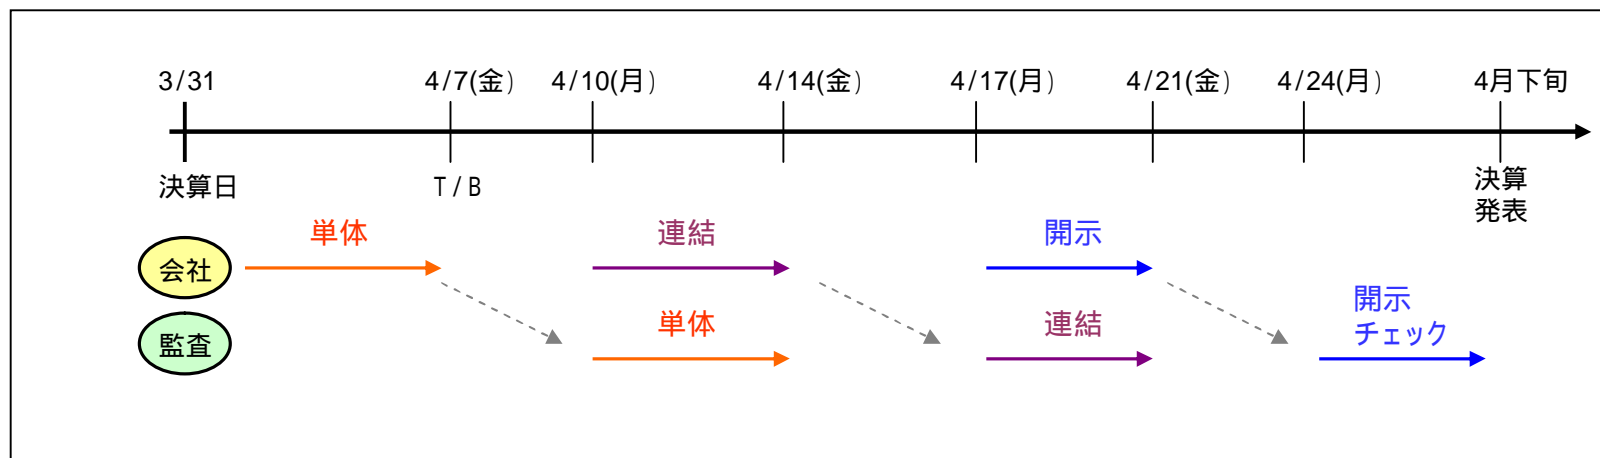 3/31 4/7(金) 4/10(月) 4/14(金) 4/17(月) 4/21(金) 4/24(月) 4月下旬
決算日 T/B 決算
発表
単体 連結 開示
会社
単体 連結 開示
チェック
監査